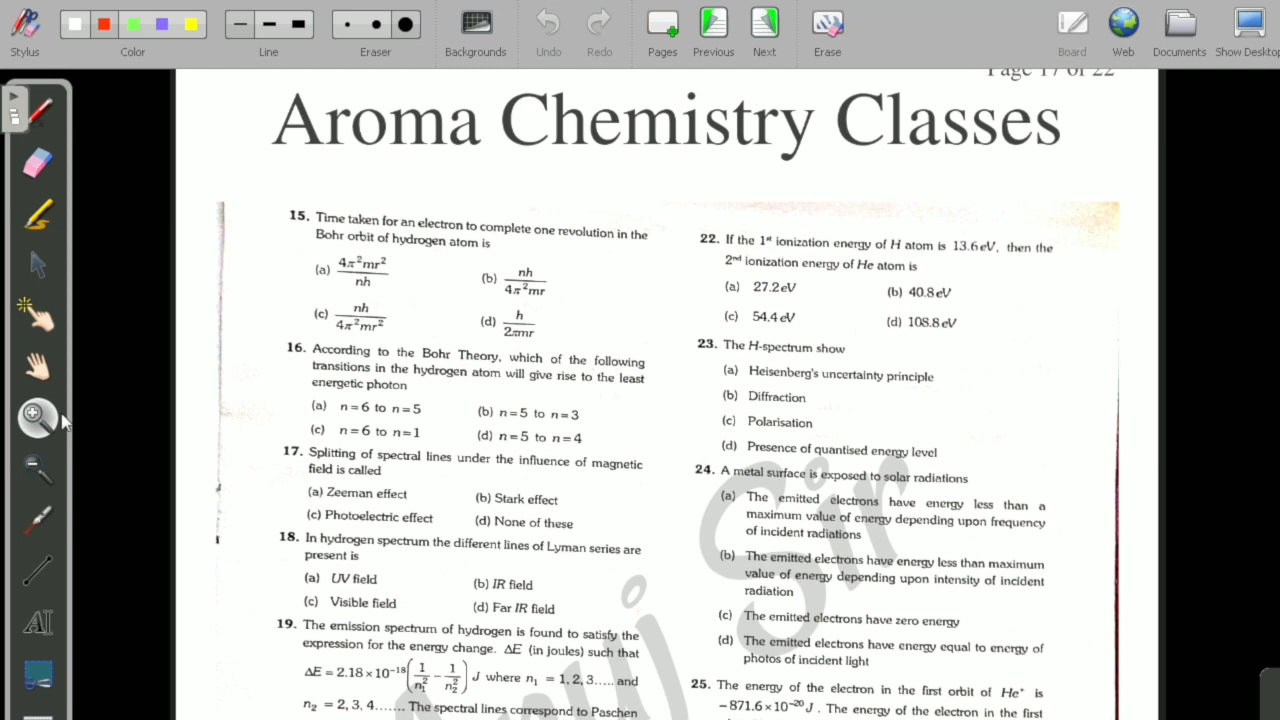 Stylus
Color
Line
Eraser
Backgrounds
Undo
Redo
Pages
Previous
Next
Erase
Board
Web
Documents
Show Deskto
Page 17 of 22
Aroma Chemistry Classes
15. Time taken for an electron to complete one revolution in the
Bohr orbit of hydrogen atom is
(a) 4π²mr²/nh (b) nh/4π²mr
(c) nh/4π²mr² (d) h/2πmr
16. According to the Bohr Theory, which of the following
transitions in the hydrogen atom will give rise to the least
energetic photon
(a) n=6 to n=5 (b) n=5 to n=3
(c) n=6 to n=1 (d) n=5 to n=4
17. Splitting of spectral lines under the influence of magnetic
field is called
(a) Zeeman effect (b) Stark effect
(c) Photoelectric effect (d) None of these
18. In hydrogen spectrum the different lines of Lyman series are
present is
(a) UV field (b) IR field
(c) Visible field (d) Far IR field
19. The emission spectrum of hydrogen is found to satisfy the
expression for the energy change. ΔE (in joules) such that
ΔE = 2.18×10⁻¹⁸(1/n₁² − 1/n₂²) J where n₁ = 1, 2, 3..... and
n₂ = 2, 3, 4....... The spectral lines correspond to Paschen
22. If the 1st ionization energy of H atom is 13.6 eV, then the
2nd ionization energy of He atom is
(a) 27.2 eV (b) 40.8 eV
(c) 54.4 eV (d) 108.8 eV
23. The H-spectrum show
(a) Heisenberg's uncertainty principle
(b) Diffraction
(c) Polarisation
(d) Presence of quantised energy level
24. A metal surface is exposed to solar radiations
(a) The emitted electrons have energy less than a
maximum value of energy depending upon frequency
of incident radiations
(b) The emitted electrons have energy less than maximum
value of energy depending upon intensity of incident
radiation
(c) The emitted electrons have zero energy
(d) The emitted electrons have energy equal to energy of
photos of incident light
25. The energy of the electron in the first orbit of He⁺ is
−871.6×10⁻²⁰ J. The energy of the electron in the first
Sir